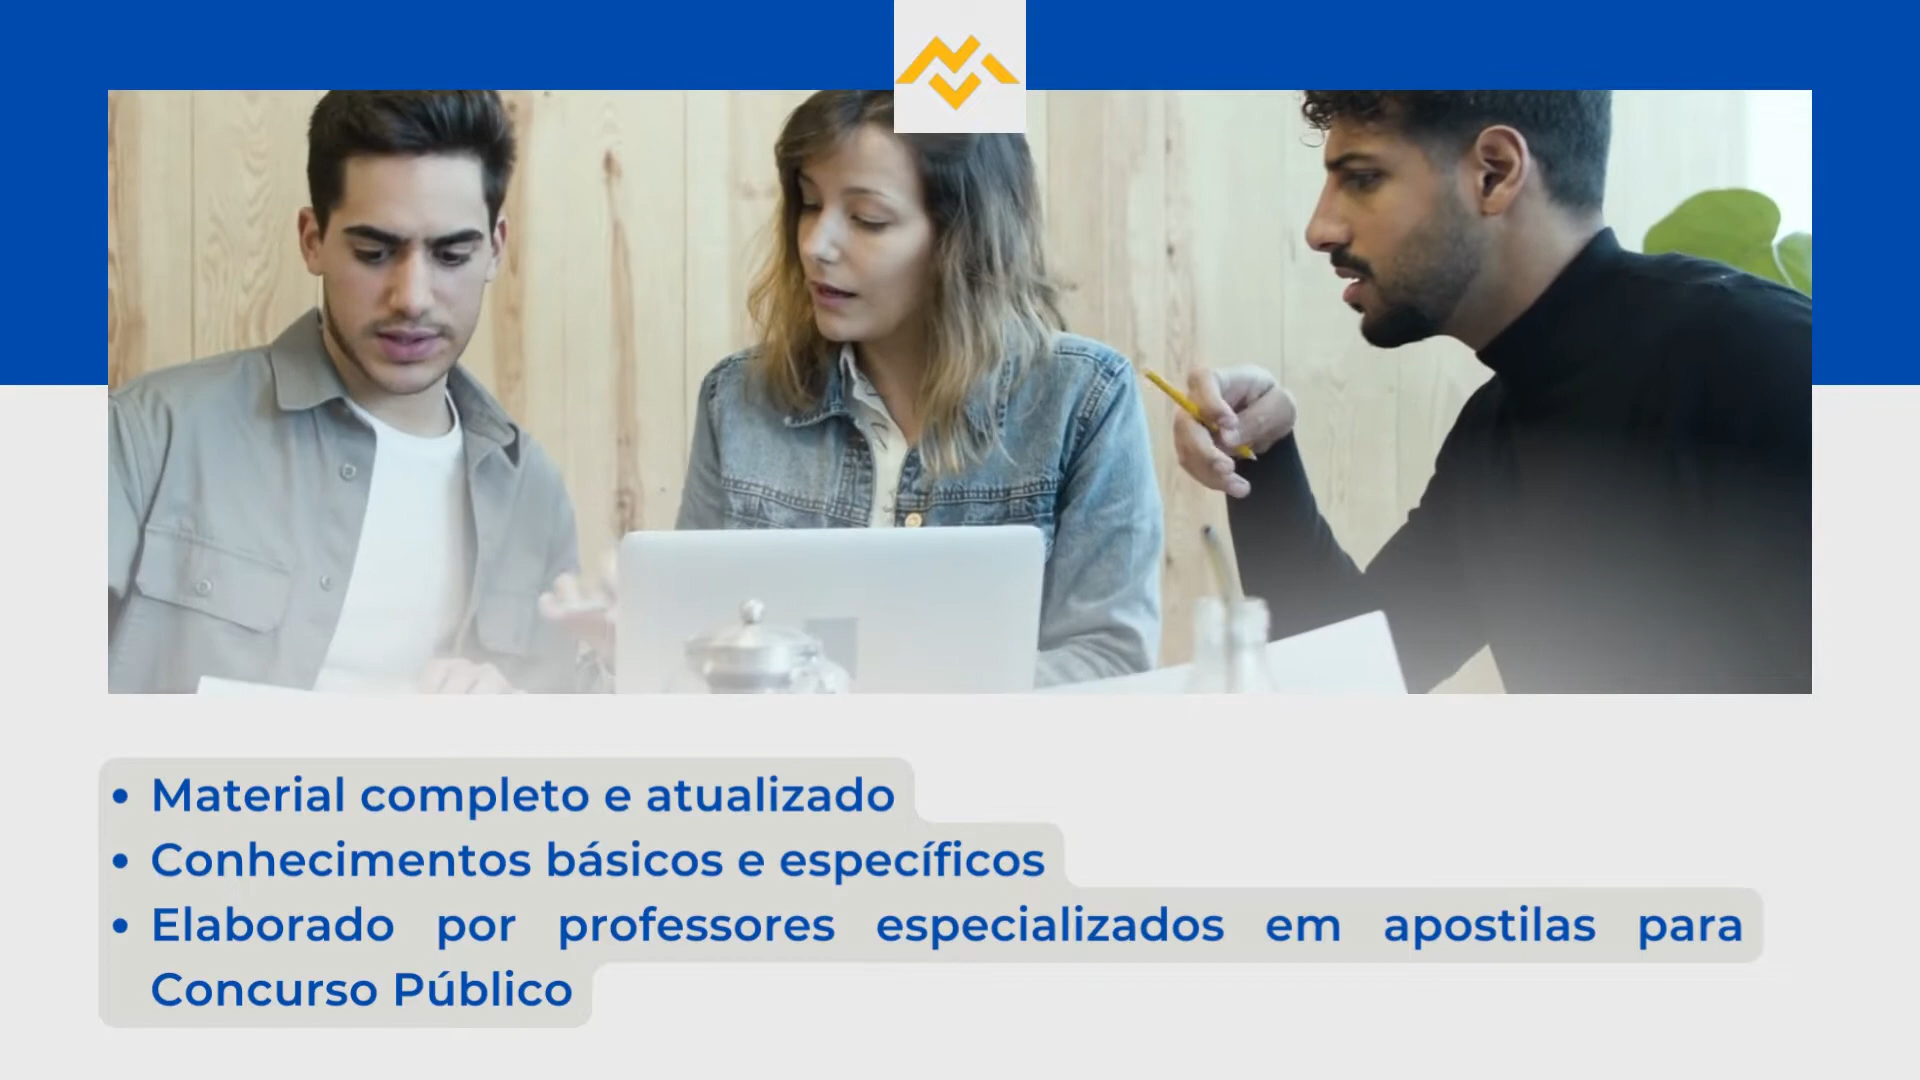 • Material completo e atualizado
• Conhecimentos básicos e específicos
• Elaborado por professores especializados em apostilas para
Concurso Público